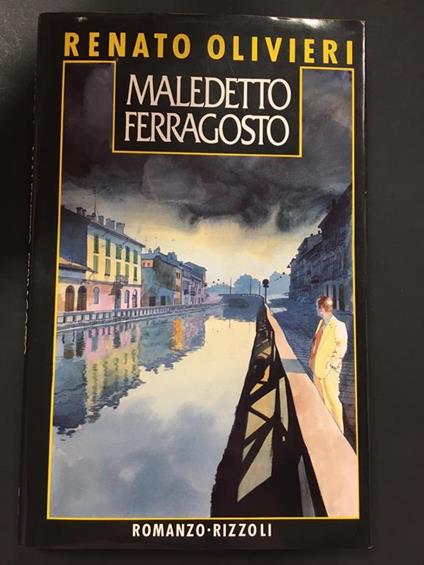 RENATO OLIVIERI
MALEDETTO
FERRAGOSTO
ROMANZO·RIZZOLI